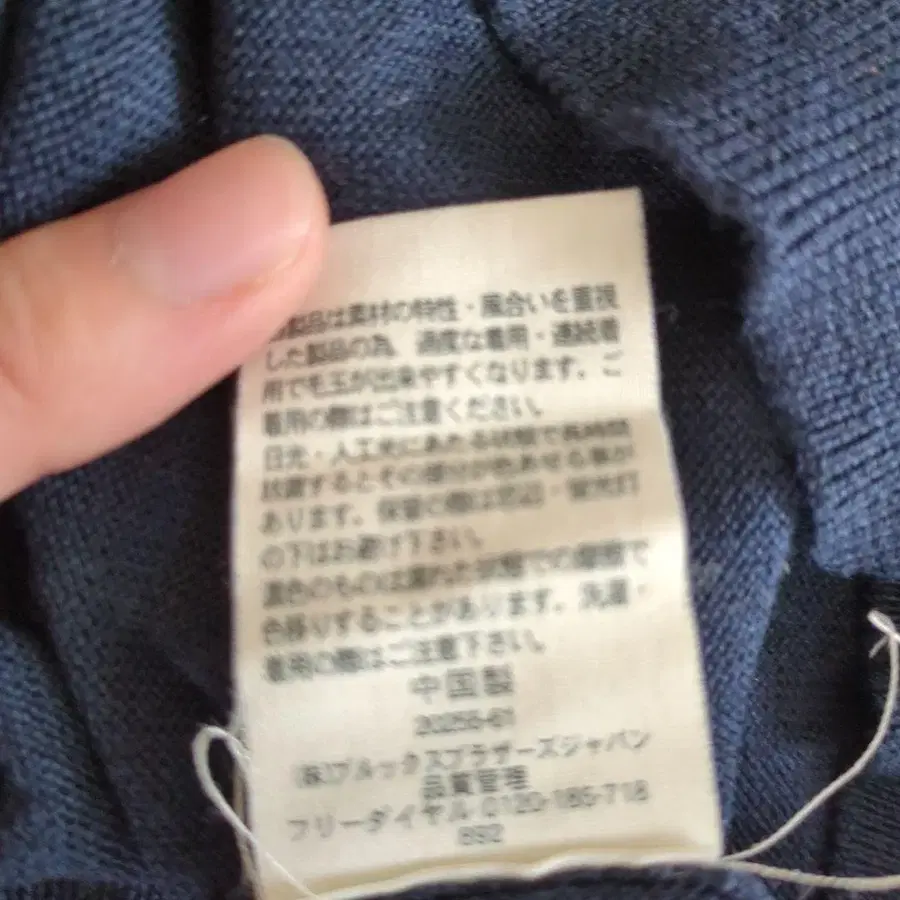 製品は素材の特性・風合いを重視
した製品の為、過度な着用・連続着
用で毛玉が出来やすくなります。ご
着用の際はご注意ください。
日光・人工光にあたる状態で長時間
放置するとその部分が色あせる事が
あります。保管の際は窓辺・蛍光灯
の下はお避け下さい。
濃色のものは濡れた状態での摩擦で
色移りすることがあります。洗濯・
着用の際はご注意下さい。
中国製
(株)ブルックスブラザーズジャパン
品質管理
フリーダイヤル 0120-185-718
892